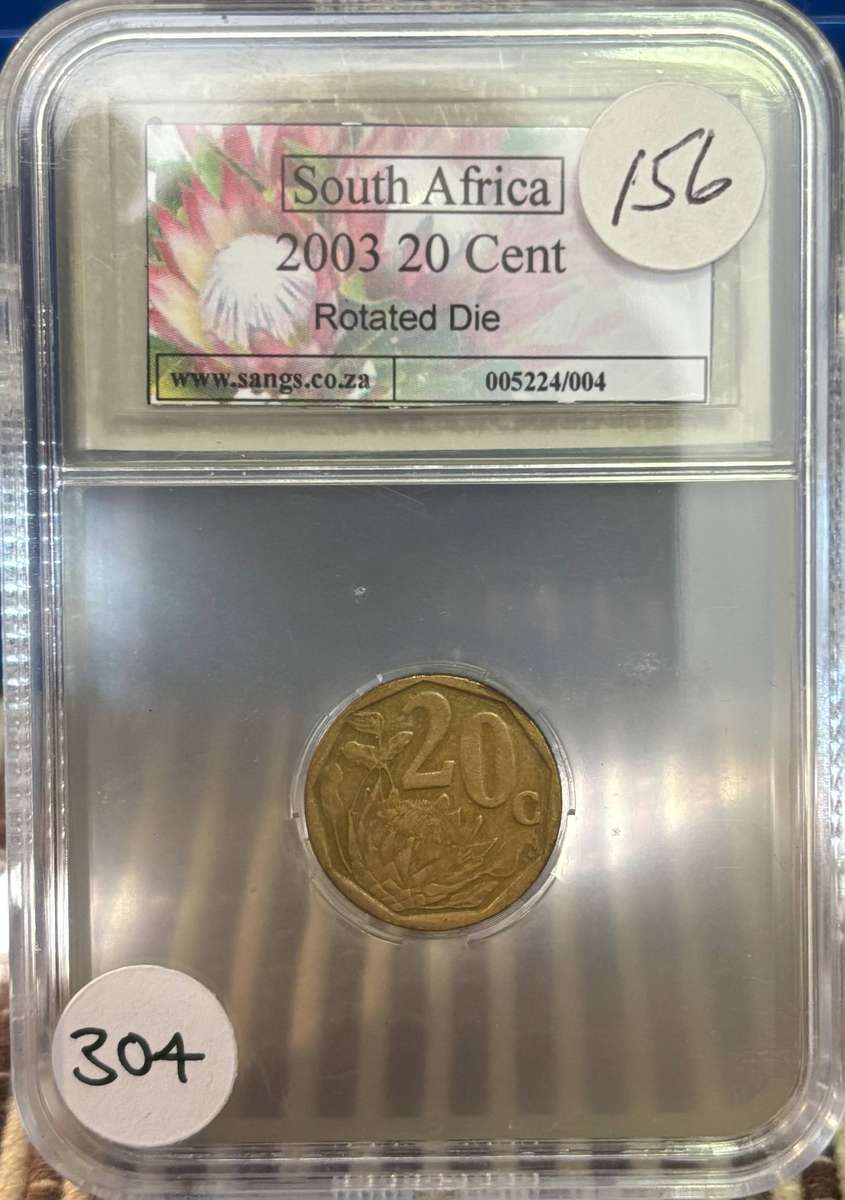 South Africa
156
2003 20 Cent
Rotated Die
www.sangs.co.za 005224/004
20c
304